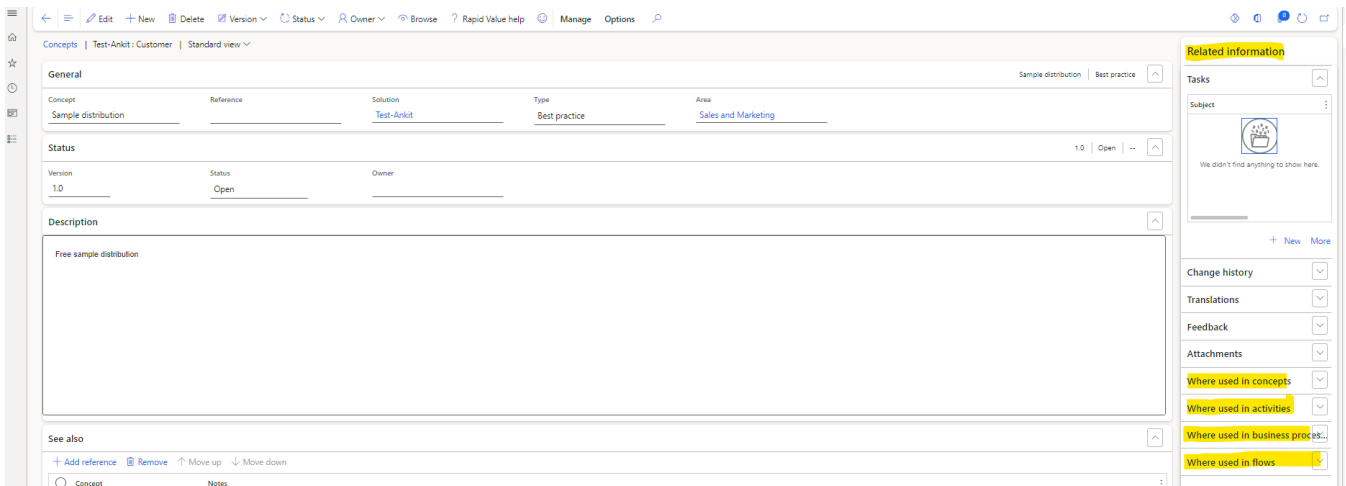 Edit New Delete Version Status Owner Browse Rapid Value help Manage Options
0
Concepts | Test-Ankit : Customer | Standard view
General Sample distribution Best practice
Concept Reference Solution Type Area
Sample distribution Test-Ankit Best practice Sales and Marketing
Status 1.0 Open --
Version Status Owner
1.0 Open
Description
Free sample distribution
See also
Add reference Remove Move up Move down
Concept Notes
Related information
Tasks
Subject
We didn't find anything to show here.
New More
Change history
Translations
Feedback
Attachments
Where used in concepts
Where used in activities
Where used in business proces...
Where used in flows